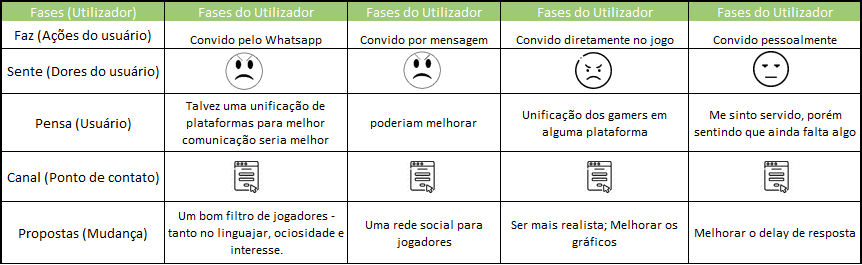 Fases (Utilizador) Fases do Utilizador Fases do Utilizador Fases do Utilizador Fases do Utilizador
Faz (Ações do usuário) Convido pelo Whatsapp Convido por mensagem Convido diretamente no jogo Convido pessoalmente
Sente (Dores do usuário)
Pensa (Usuário)
Talvez uma unificação de
plataformas para melhor
comunicação seria melhor
poderiam melhorar
Unificação dos gamers em
alguma plataforma
Me sinto servido, porém
sentindo que ainda falta algo
Canal (Ponto de contato)
Propostas (Mudança)
Um bom filtro de jogadores -
tanto no linguajar, ociosidade e
interesse.
Uma rede social para
jogadores
Ser mais realista; Melhorar os
gráficos
Melhorar o delay de resposta